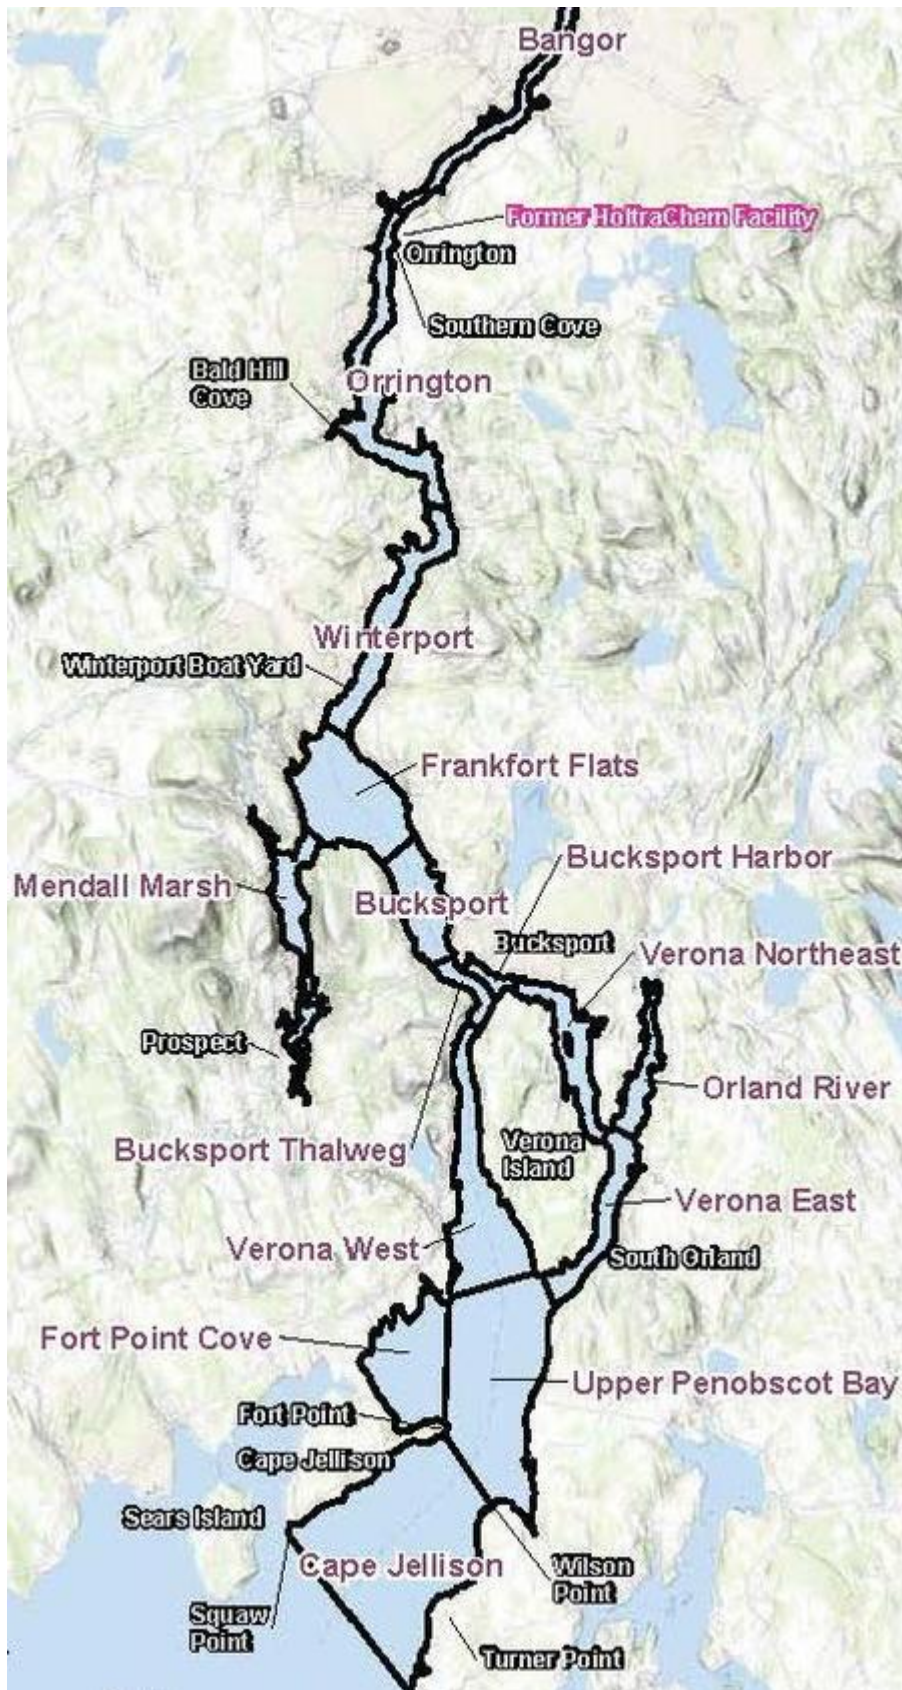 Bangor
Former HoltraChem Facility
Orrington
Southern Cove
Bald Hill
Cove
Orrington
Winterport
Winterport Boat Yard
Frankfort Flats
Bucksport Harbor
Mendall Marsh
Bucksport
Bucksport
Verona Northeast
Prospect
Orland River
Bucksport Thalweg
Verona
Island
Verona East
Verona West
South Orland
Fort Point Cove
Upper Penobscot Bay
Fort Point
Cape Jellison
Sears Island
Cape Jellison
Wilson
Point
Squaw
Point
Turner Point